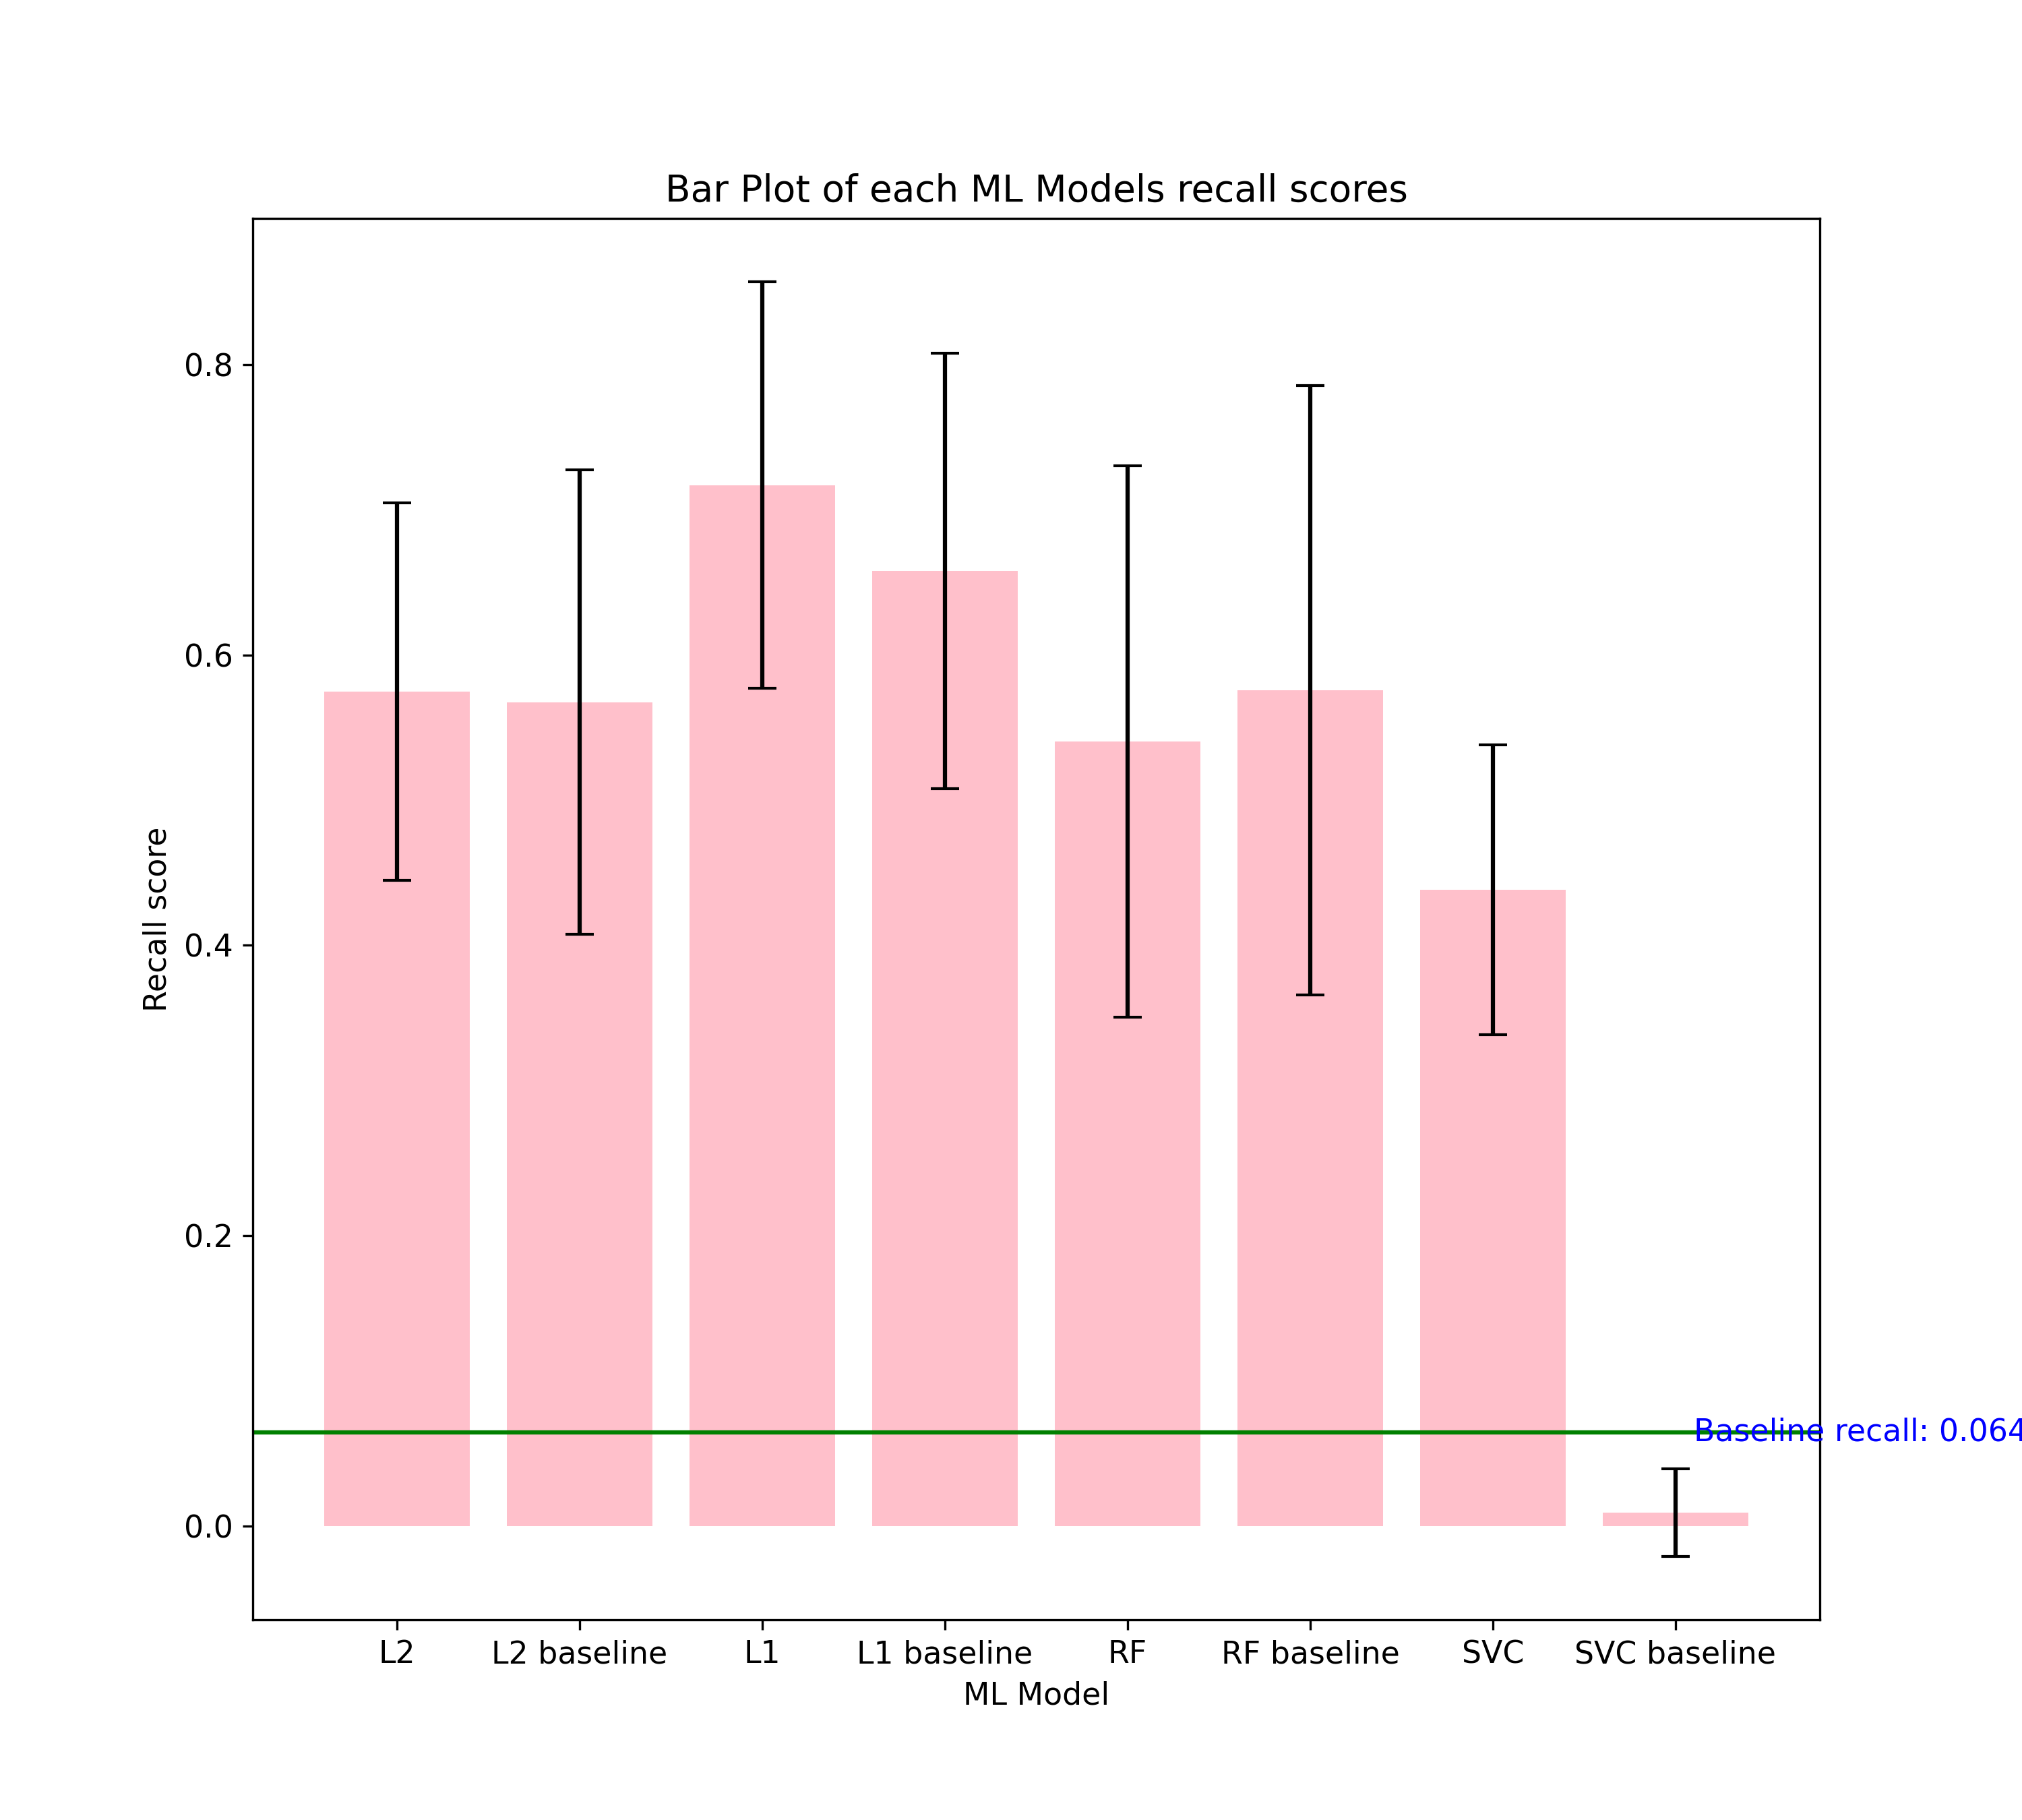 Bar Plot of each ML Models recall scores
Recall score
0.8
0.6
0.4
0.2
0.0
Baseline recall: 0.064
L2 L2 baseline L1 L1 baseline RF RF baseline SVC SVC baseline
ML Model